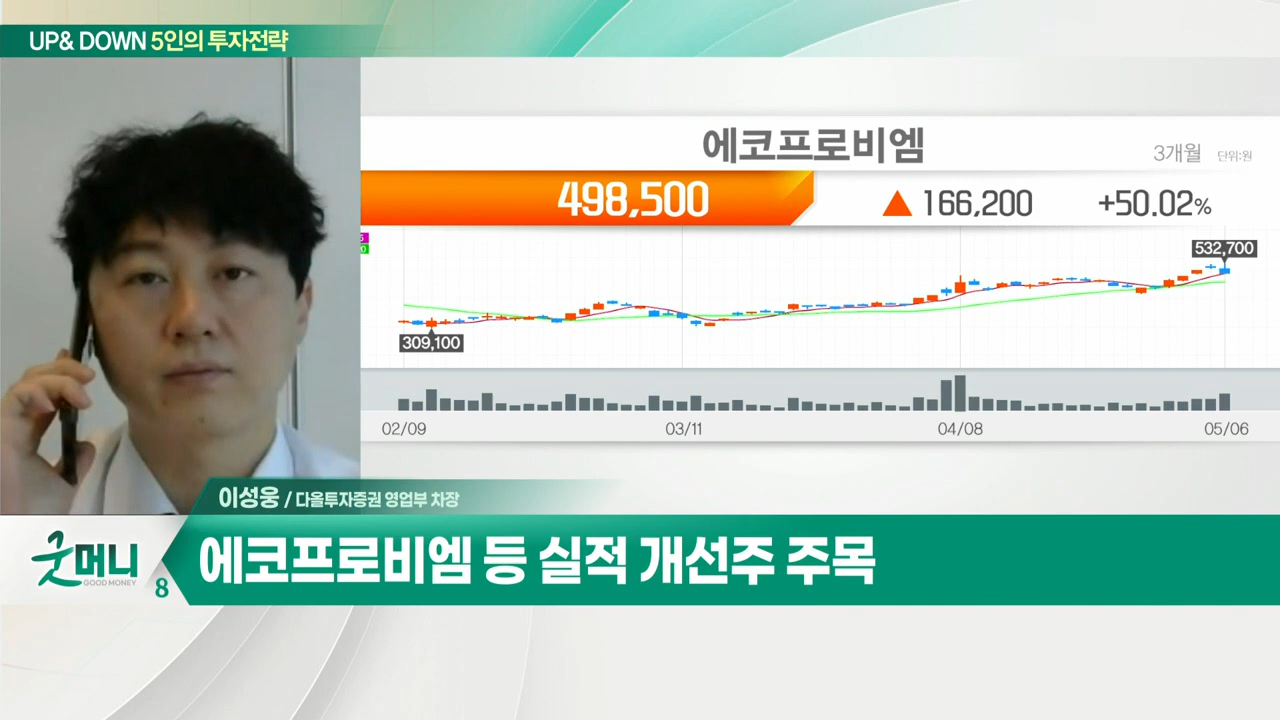 UP& DOWN 5인의 투자전략
에코프로비엠
3개월 단위:원
498,500 ▲ 166,200 +50.02%
532,700
309,100
02/09 03/11 04/08 05/06
이성웅 / 다올투자증권 영업부 차장
굿머니
GOOD MONEY
8
에코프로비엠 등 실적 개선주 주목